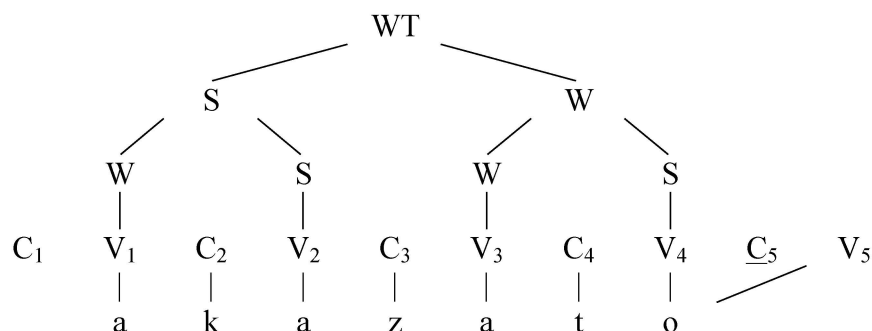 WT
S W
W S W S
C₁ V₁ C₂ V₂ C₃ V₃ C₄ V₄ C₅ V₅
a k a z a t o